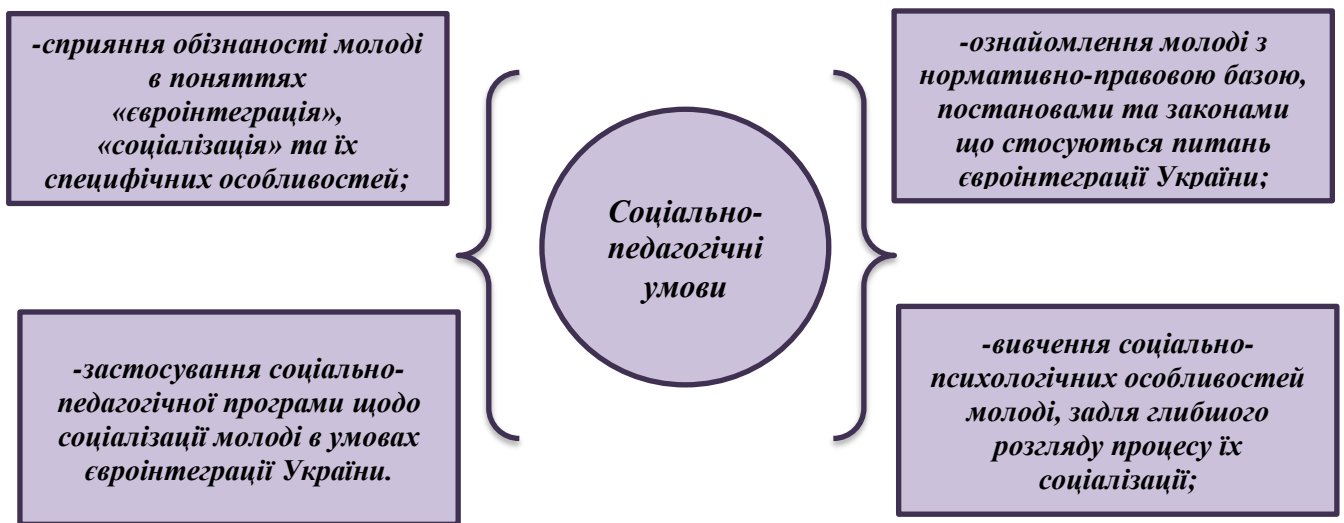 -сприяння обізнаності молоді
в поняттях
«євроінтеграція»,
«соціалізація» та їх
специфічних особливостей;
-ознайомлення молоді з
нормативно-правовою базою,
постановами та законами
що стосуються питань
євроінтеграції України;
Соціально-
педагогічні
умови
-застосування соціально-
педагогічної програми щодо
соціалізації молоді в умовах
євроінтеграції України.
-вивчення соціально-
психологічних особливостей
молоді, задля глибшого
розгляду процесу їх
соціалізації;